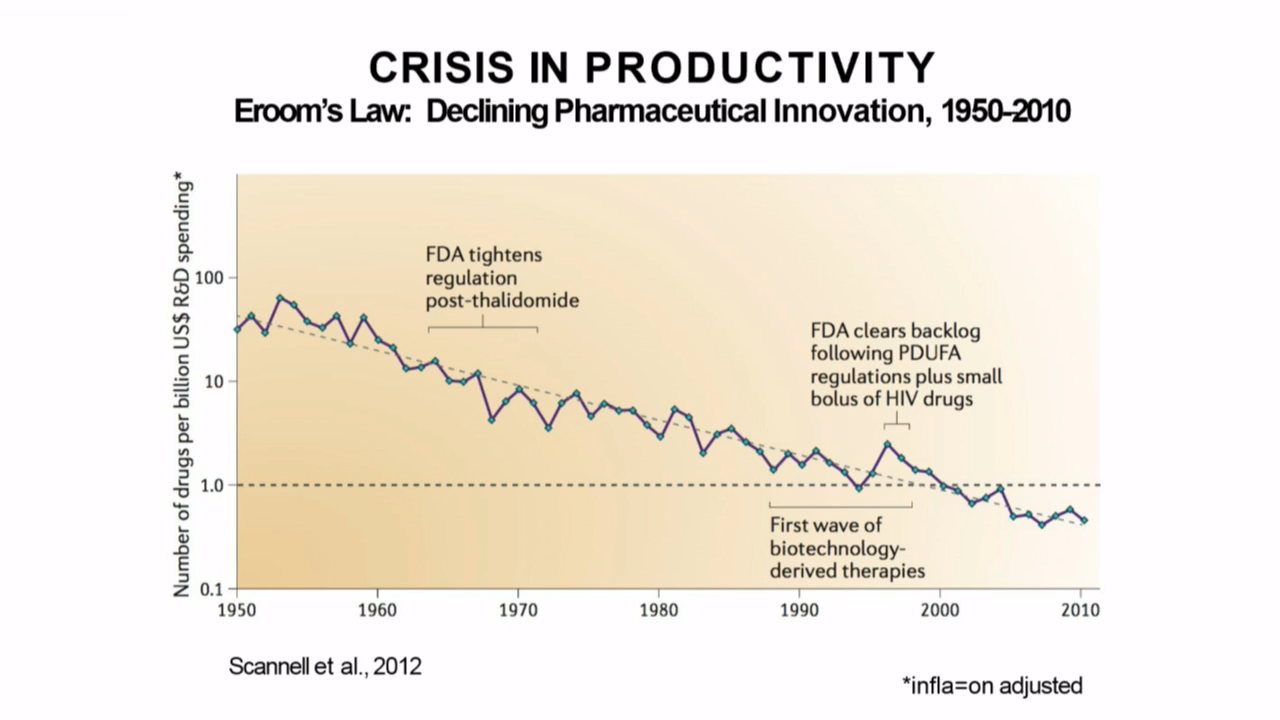 CRISIS IN PRODUCTIVITY
Eroom's Law: Declining Pharmaceutical Innovation, 1950-2010
Number of drugs per billion US$ R&D spending*
100
10
1.0
0.1
FDA tightens
regulation
post-thalidomide
FDA clears backlog
following PDUFA
regulations plus small
bolus of HIV drugs
First wave of
biotechnology-
derived therapies
1950 1960 1970 1980 1990 2000 2010
Scannell et al., 2012
*infla=on adjusted